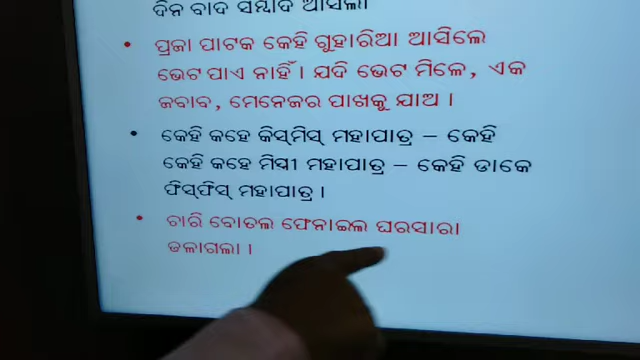 ଦିନ ବାଦ ସମ୍ବାଦ ଆସିଲା
• ପ୍ରଜା ପାଟକ କେହି ଗୁହାରିଆ ଆସିଲେ
ଭେଟ ପାଏ ନାହିଁ । ଯଦି ଭେଟ ମିଳେ, ଏକ
ଜବାବ, ମେନେଜର ପାଖକୁ ଯାଅ ।
• କେହି କହେ କିସ୍‌ମିସ୍ ମହାପାତ୍ର – କେହି
କେହି କହେ ମିସ୍ତ୍ରୀ ମହାପାତ୍ର – କେହି ଡାକେ
ଫିସ୍‌ଫିସ୍ ମହାପାତ୍ର ।
• ଚାରି ବୋତଲ ଫେନାଇଲ ଘରସାରା
ଢଳାଗଲା ।